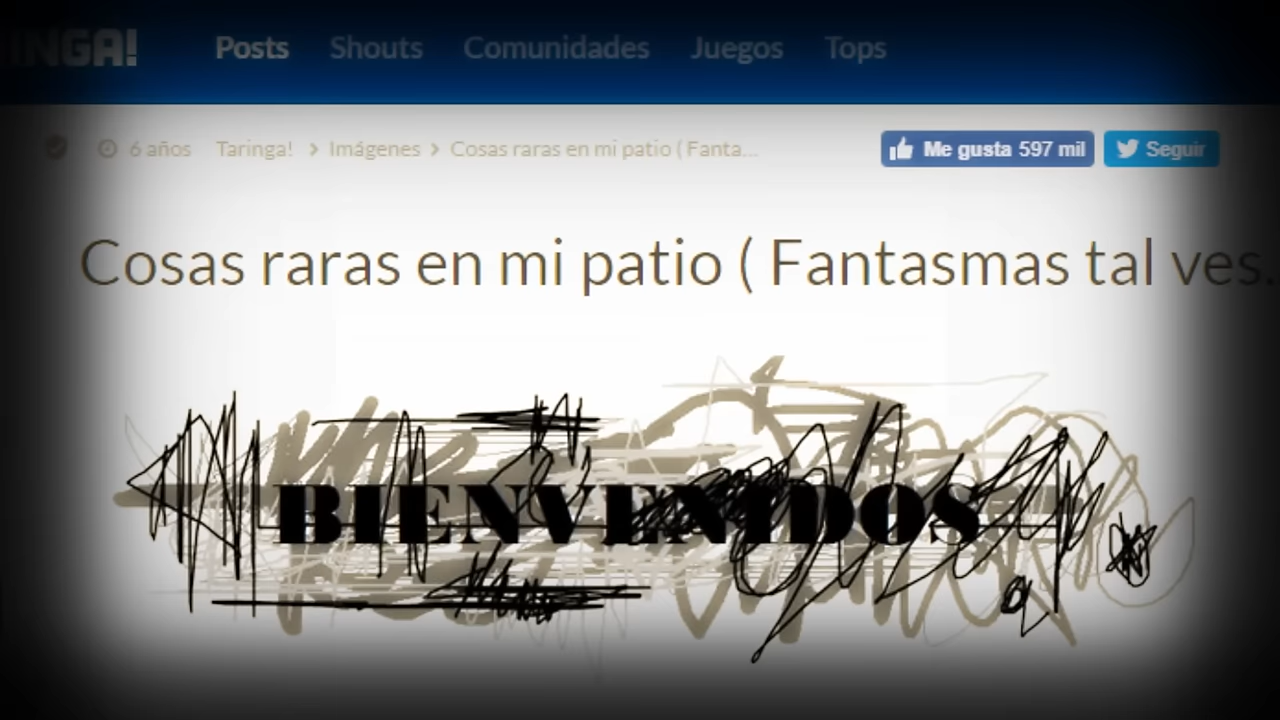 INGA!
Posts Shouts Comunidades Juegos Tops
6 años Taringa! > Imágenes > Cosas raras en mi patio ( Fanta...
Me gusta 597 mil
Seguir
Cosas raras en mi patio ( Fantasmas tal ves.
BIENVENIDOS